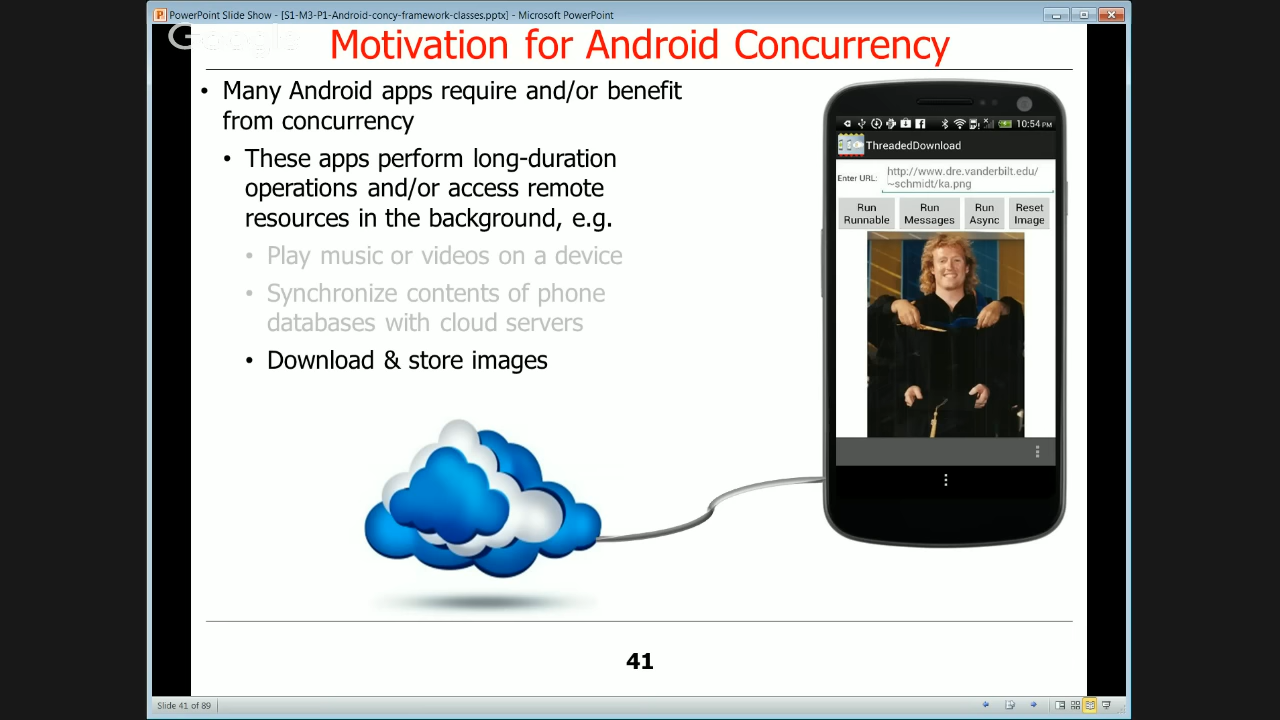 PowerPoint Slide Show - [S1-M3-P1-Android-concy-framework-classes.pptx] - Microsoft PowerPoint
Google
Motivation for Android Concurrency
• Many Android apps require and/or benefit
from concurrency
• These apps perform long-duration
operations and/or access remote
resources in the background, e.g.
• Play music or videos on a device
• Synchronize contents of phone
databases with cloud servers
• Download & store images
10:54 PM
ThreadedDownload
Enter URL:
http://www.dre.vanderbilt.edu/
~schmidt/ka.png
Run
Runnable
Run
Messages
Run
Async
Reset
Image
41
Slide 41 of 89